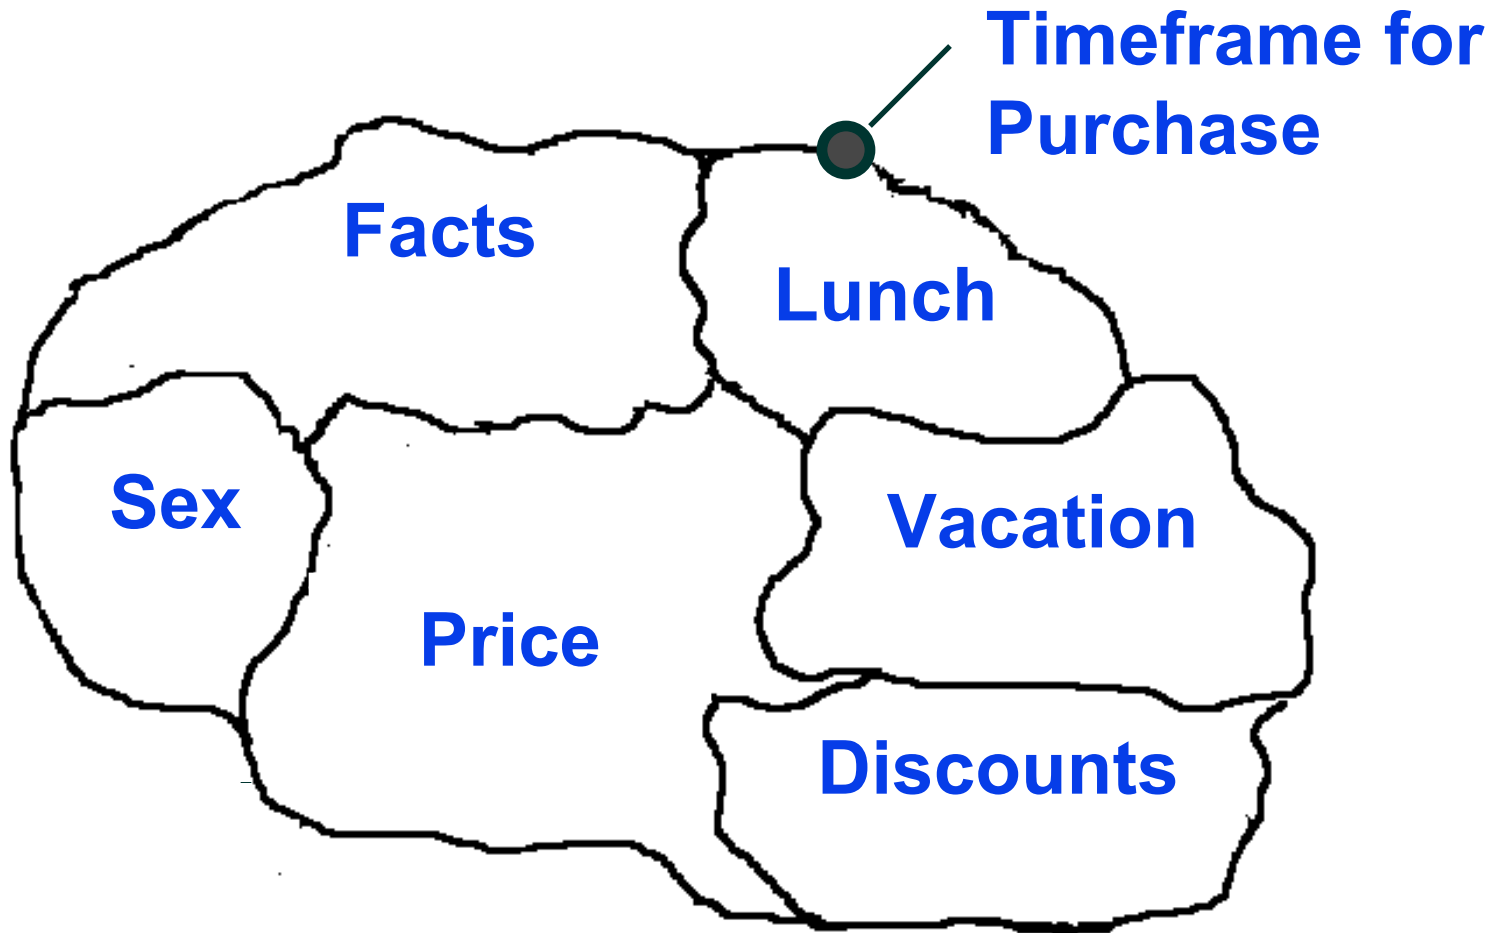 Timeframe for
Purchase
Facts
Lunch
Sex
Vacation
Price
Discounts